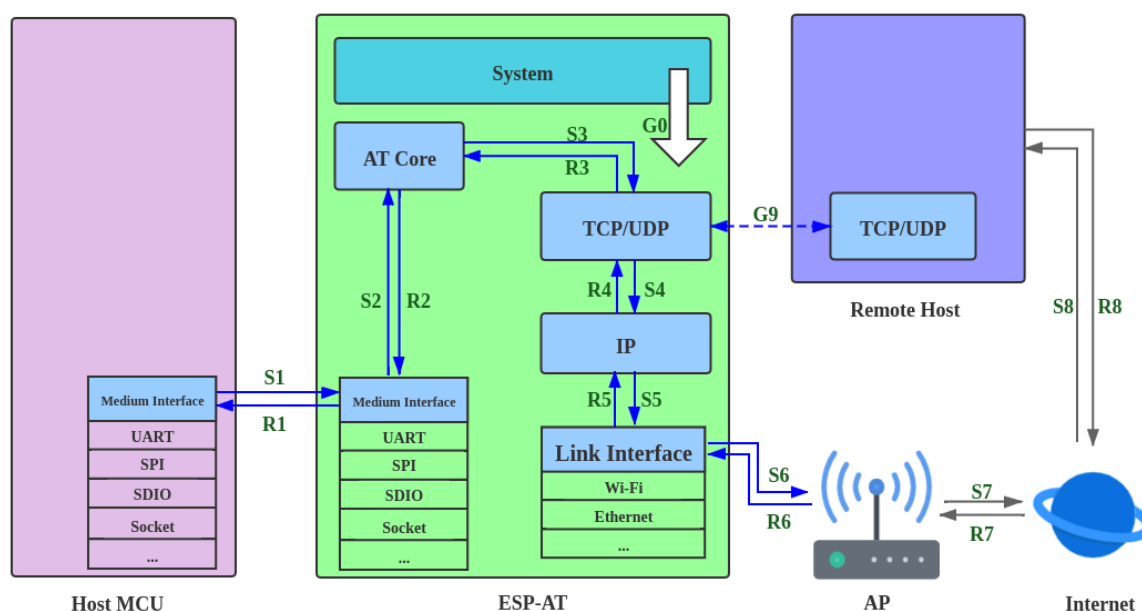 System
G0
AT Core
S3
R3
TCP/UDP
G9
TCP/UDP
S2
R2
R4
S4
Remote Host
S8
R8
IP
S1
R1
Medium Interface
UART
SPI
SDIO
Socket
...
Medium Interface
UART
SPI
SDIO
Socket
...
R5
S5
Link Interface
Wi-Fi
Ethernet
...
S6
R6
S7
R7
Host MCU
ESP-AT
AP
Internet